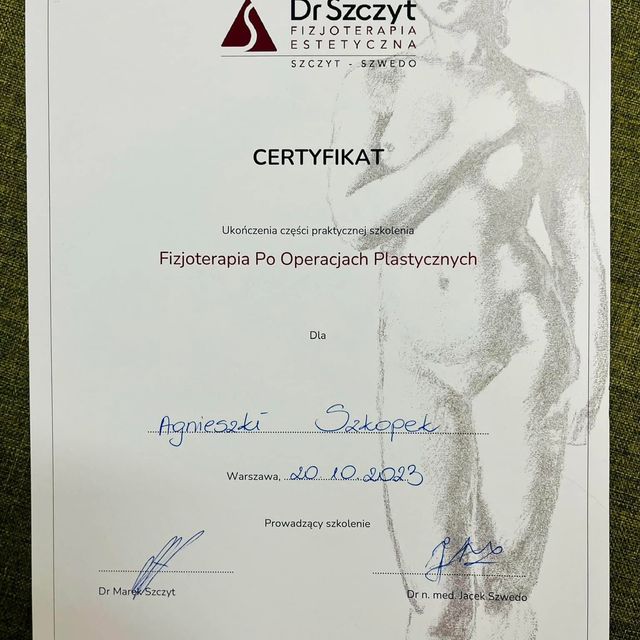 Dr Szczyt
FIZJOTERAPIA
ESTETYCZNA
SZCZYT - SZWEDO
CERTYFIKAT
Ukończenia części praktycznej szkolenia
Fizjoterapia Po Operacjach Plastycznych
Dla
Agnieszki Szkopek
Warszawa, 20.10.2023
Prowadzący szkolenie
Dr Marek Szczyt
Dr n. med. Jacek Szwedo